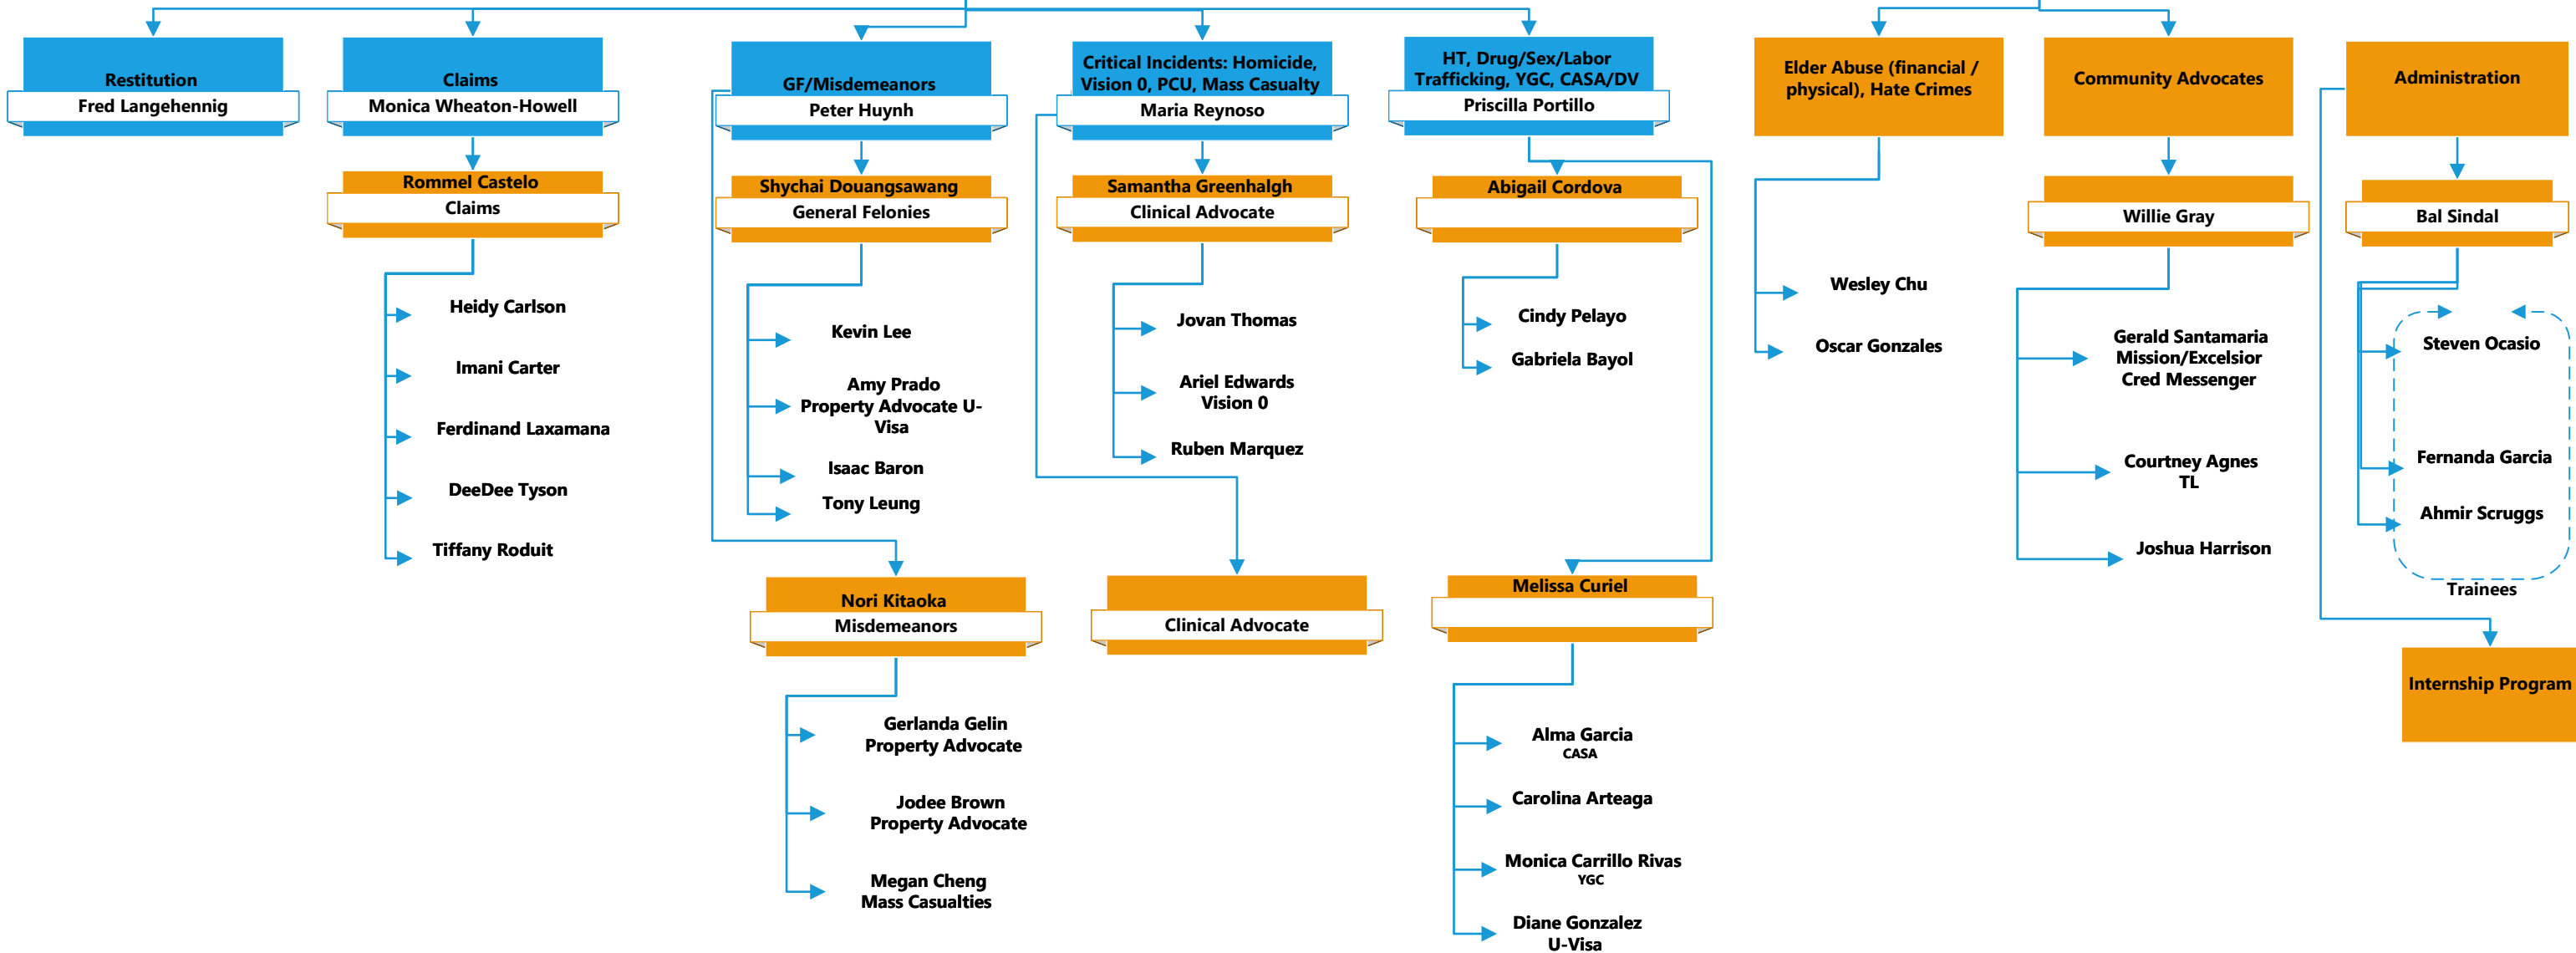 Restitution
Fred Langehennig
Claims
Monica Wheaton-Howell
Rommel Castelo
Claims
Heidy Carlson
Imani Carter
Ferdinand Laxamana
DeeDee Tyson
Tiffany Roduit
GF/Misdemeanors
Peter Huynh
Shychai Douangsawang
General Felonies
Kevin Lee
Amy Prado
Property Advocate U-
Visa
Isaac Baron
Tony Leung
Nori Kitaoka
Misdemeanors
Gerlanda Gelin
Property Advocate
Jodee Brown
Property Advocate
Megan Cheng
Mass Casualties
Critical Incidents: Homicide,
Vision 0, PCU, Mass Casualty
Maria Reynoso
Samantha Greenhalgh
Clinical Advocate
Jovan Thomas
Ariel Edwards
Vision 0
Ruben Marquez
Clinical Advocate
HT, Drug/Sex/Labor
Trafficking, YGC, CASA/DV
Priscilla Portillo
Abigail Cordova
Cindy Pelayo
Gabriela Bayol
Melissa Curiel
Alma Garcia
CASA
Carolina Arteaga
Monica Carrillo Rivas
YGC
Diane Gonzalez
U-Visa
Elder Abuse (financial /
physical), Hate Crimes
Wesley Chu
Oscar Gonzales
Community Advocates
Willie Gray
Gerald Santamaria
Mission/Excelsior
Cred Messenger
Courtney Agnes
TL
Joshua Harrison
Administration
Bal Sindal
Steven Ocasio
Fernanda Garcia
Ahmir Scruggs
Trainees
Internship Program